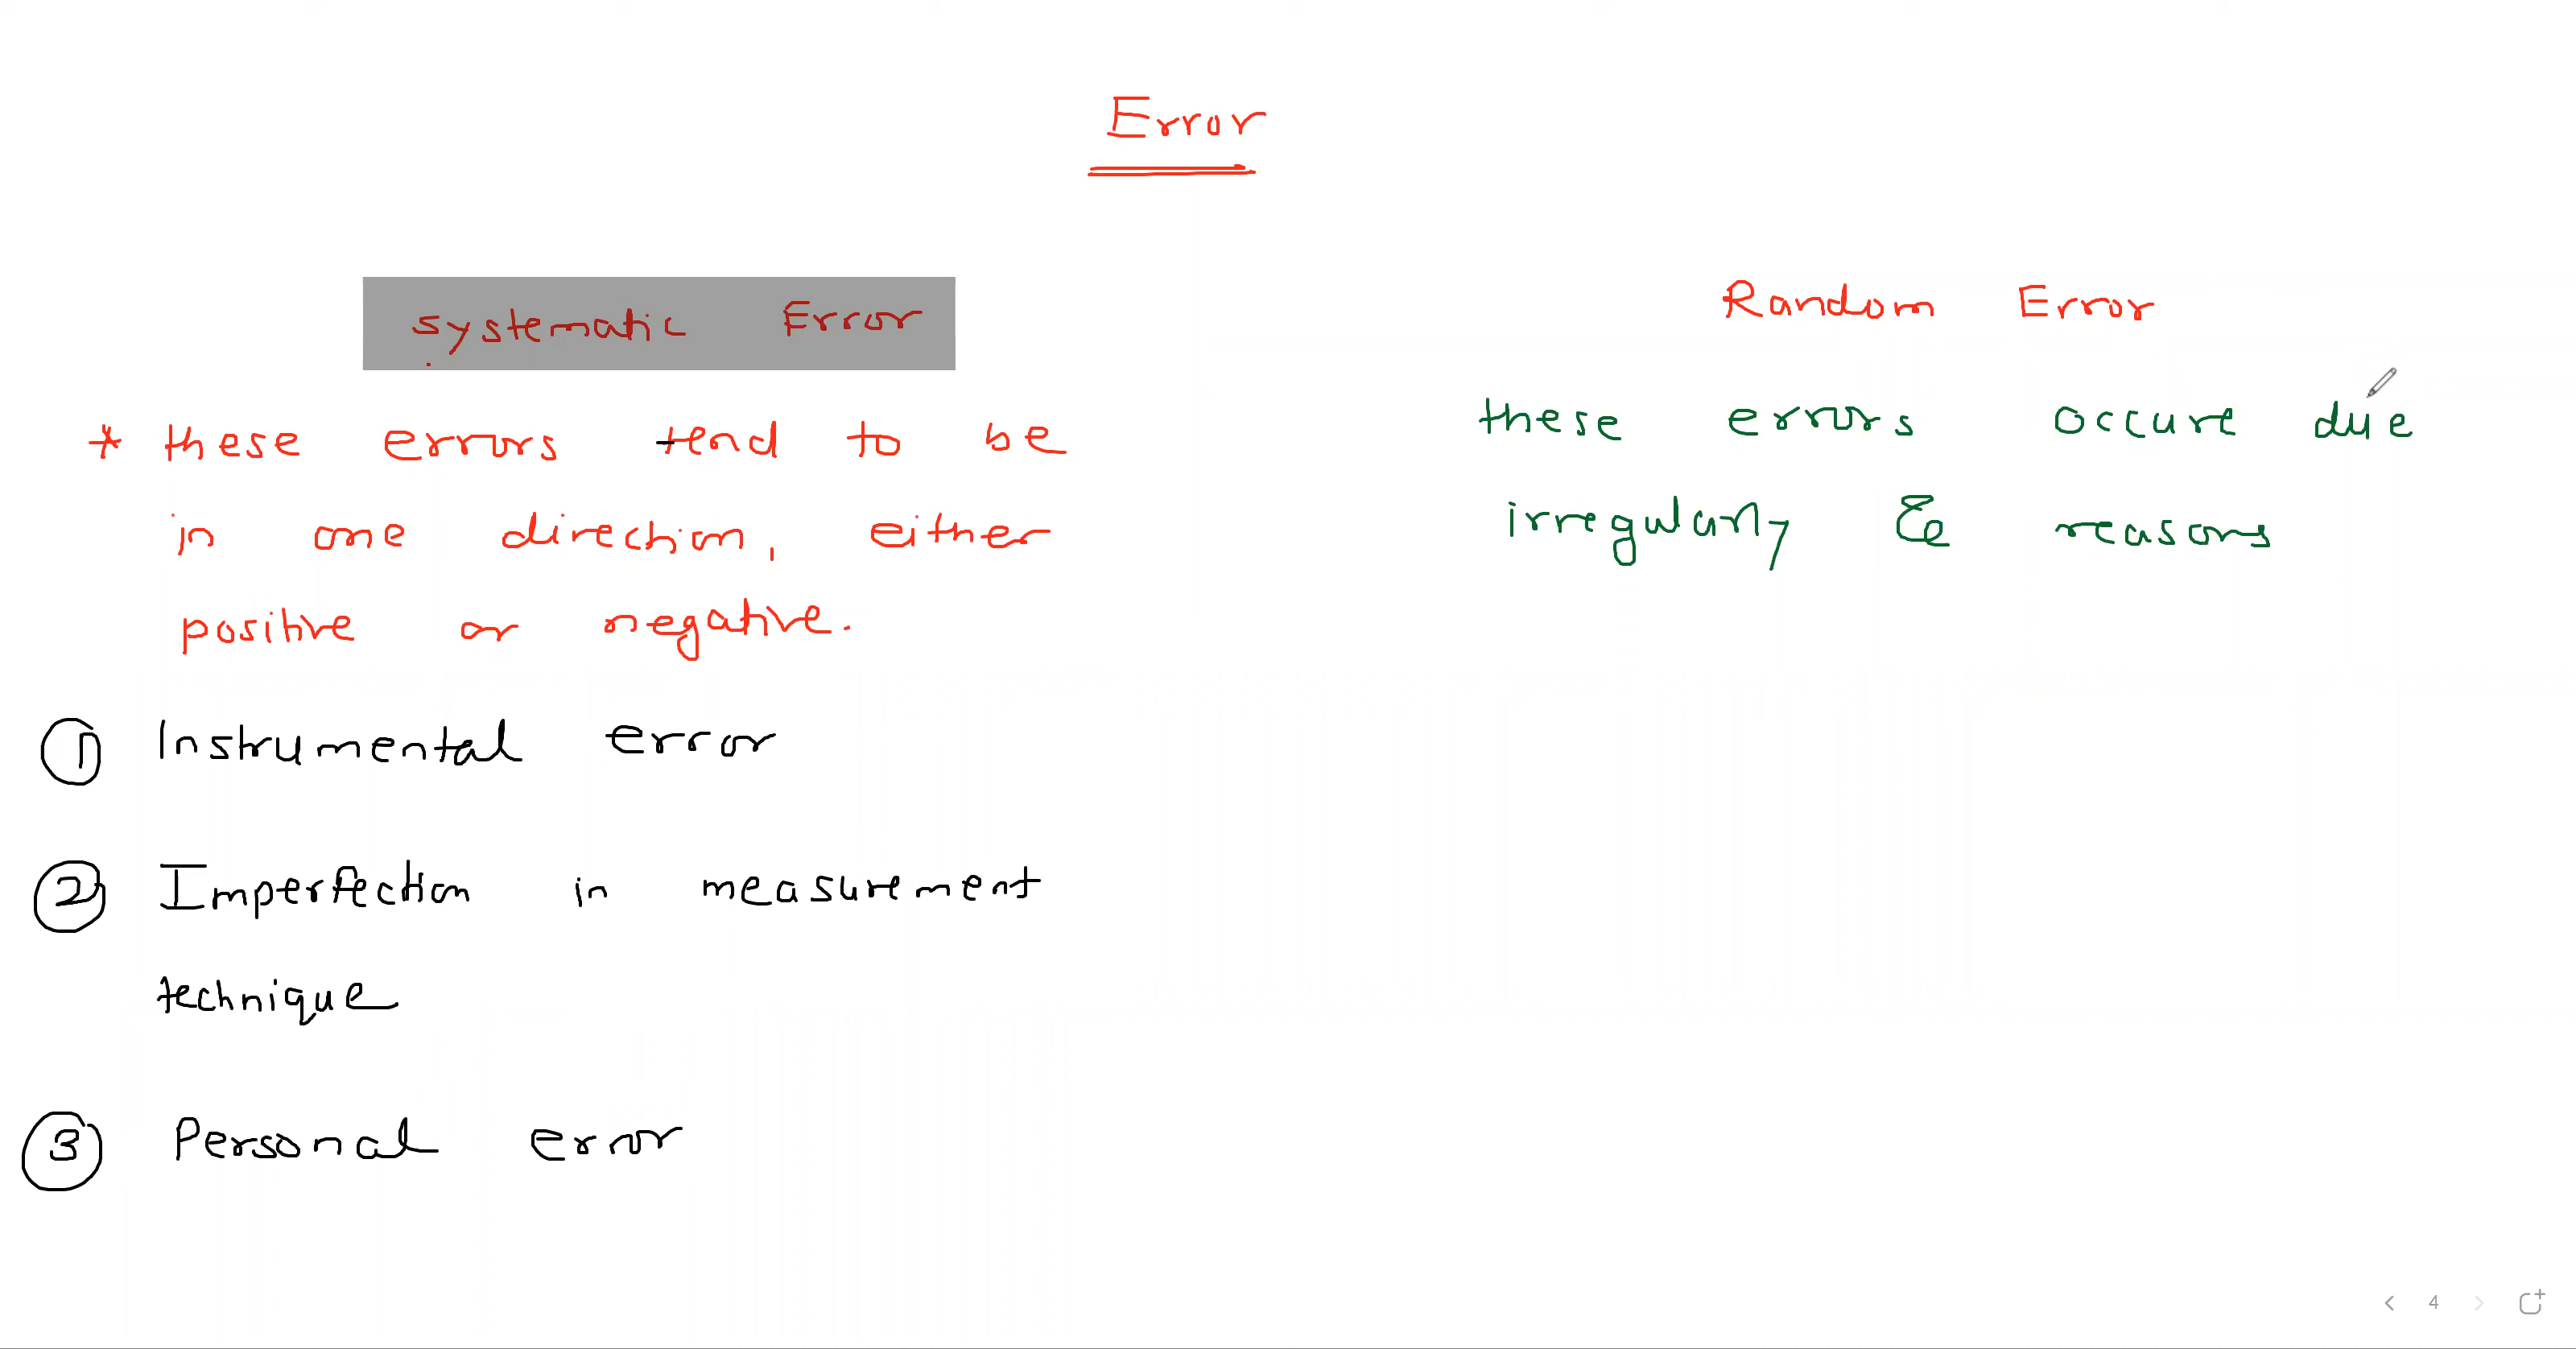 Error
systematic Error
* these errors tend to be
in one direction, either
positive or negative.
① Instrumental error
② Imperfection in measurement
technique
③ Personal error
Random Error
these errors occure due
irregularly & reasons
4